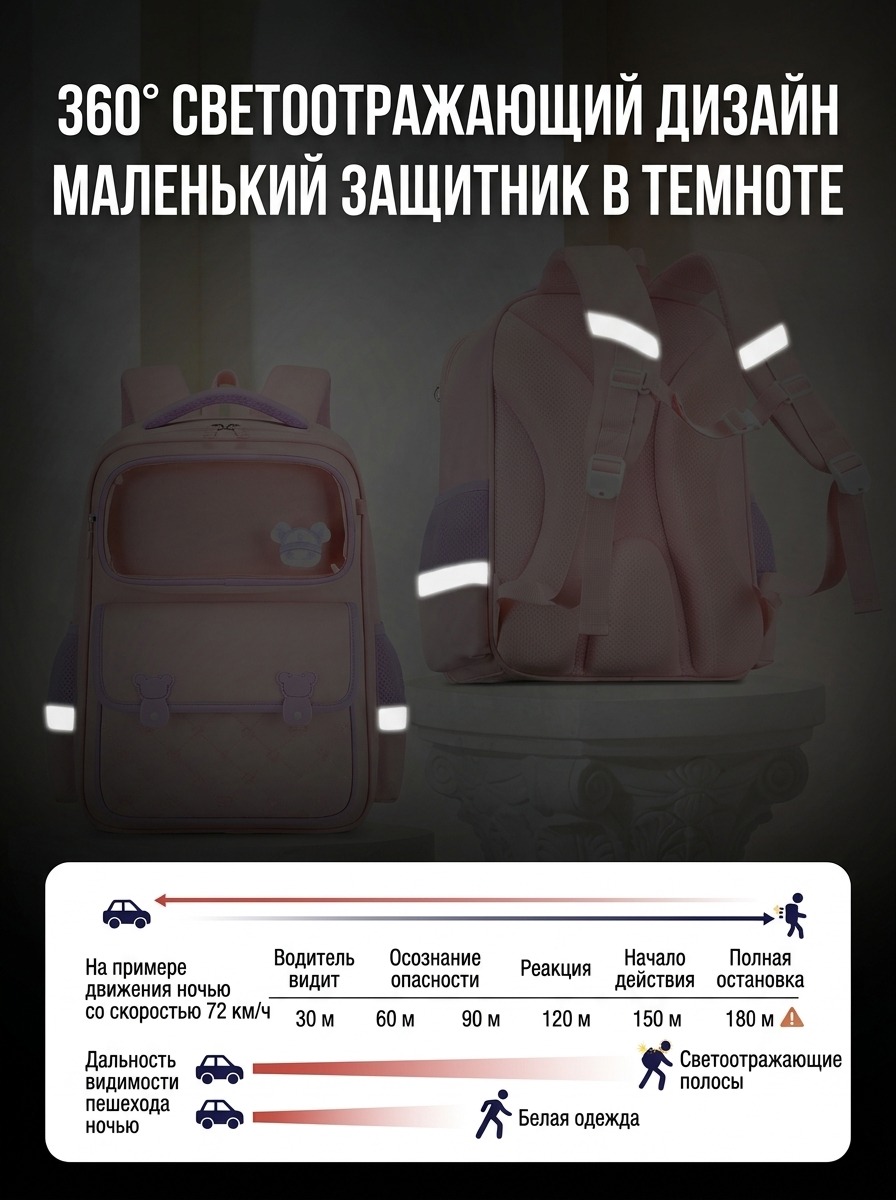 360° СВЕТООТРАЖАЮЩИЙ ДИЗАЙН
МАЛЕНЬКИЙ ЗАЩИТНИК В ТЕМНОТЕ
На примере
движения ночью
со скоростью 72 км/ч
Водитель
видит
Осознание
опасности
Реакция
Начало
действия
Полная
остановка
30 м 60 м 90 м 120 м 150 м 180 м
Дальность
видимости
пешехода
ночью
Светоотражающие
полосы
Белая одежда